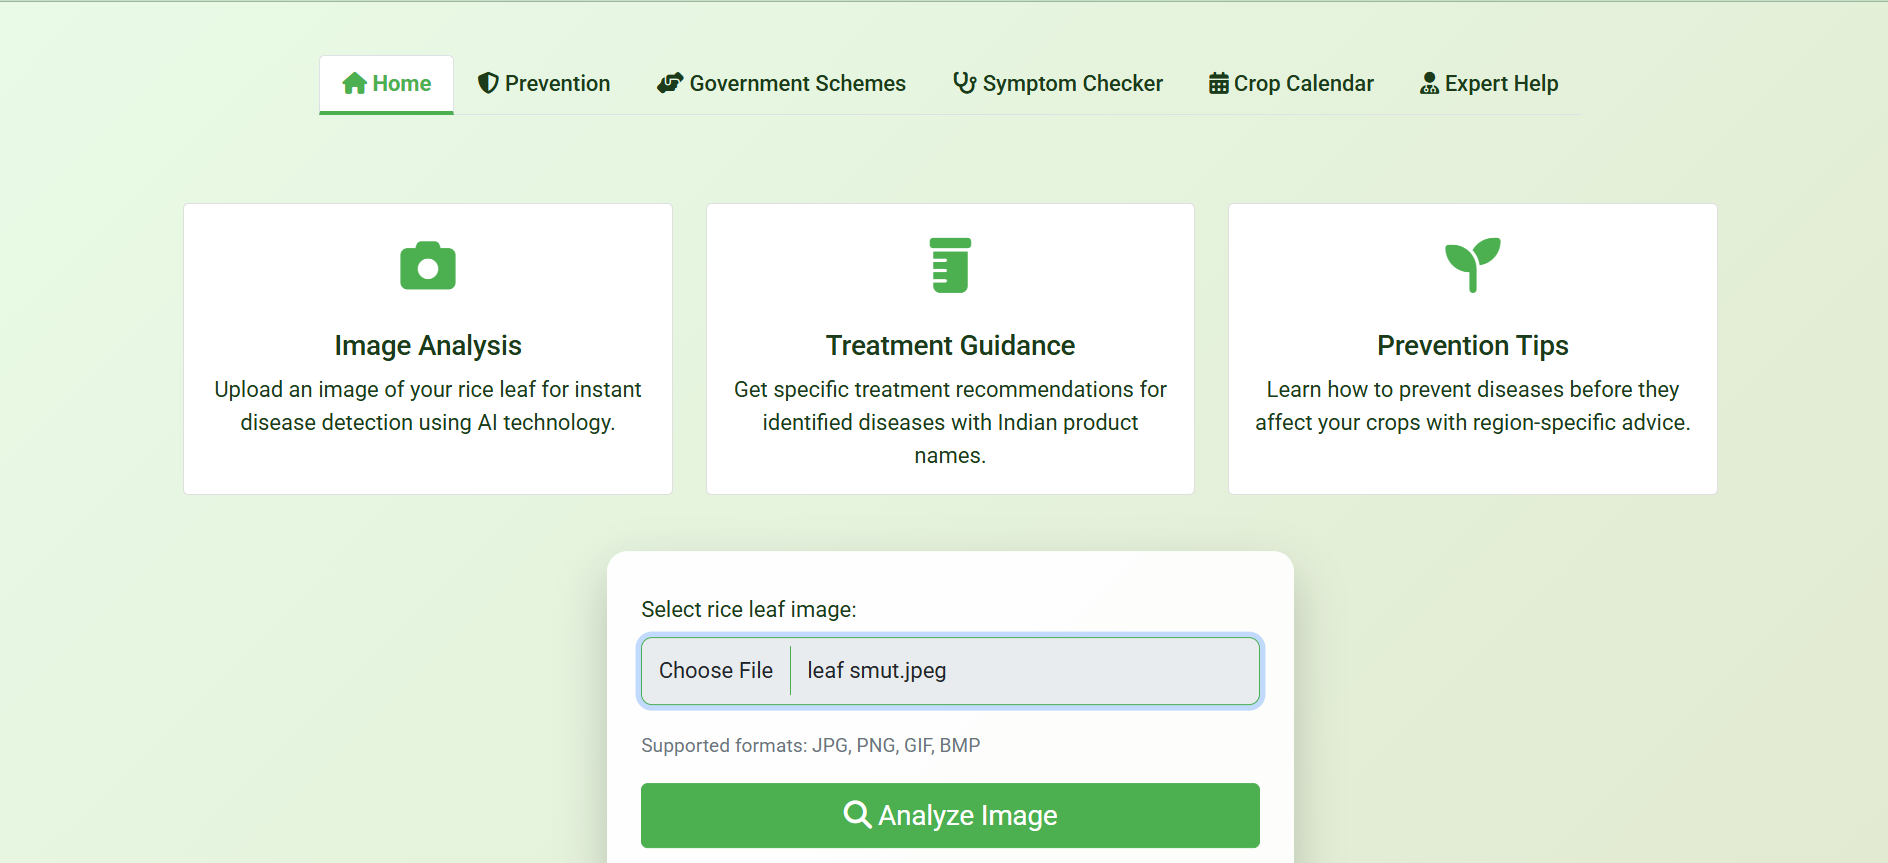 Home Prevention Government Schemes Symptom Checker Crop Calendar Expert Help
Image Analysis
Upload an image of your rice leaf for instant
disease detection using AI technology.
Treatment Guidance
Get specific treatment recommendations for
identified diseases with Indian product
names.
Prevention Tips
Learn how to prevent diseases before they
affect your crops with region-specific advice.
Select rice leaf image:
Choose File leaf smut.jpeg
Supported formats: JPG, PNG, GIF, BMP
Analyze Image